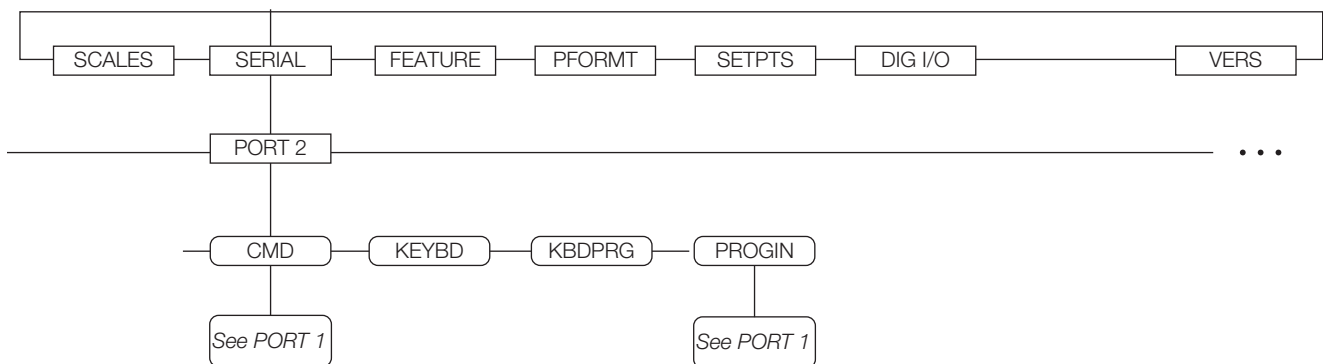 SCALES SERIAL FEATURE PFORMT SETPTS DIG I/O VERS
PORT 2 • • •
CMD KEYBD KBDPRG PROGIN
See PORT 1 See PORT 1